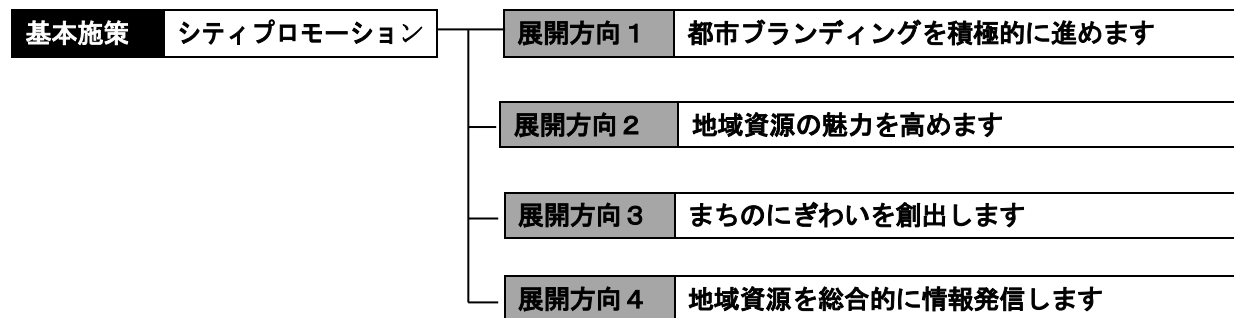 基本施策 シティプロモーション 展開方向１ 都市ブランディングを積極的に進めます
展開方向２ 地域資源の魅力を高めます
展開方向３ まちのにぎわいを創出します
展開方向４ 地域資源を総合的に情報発信します